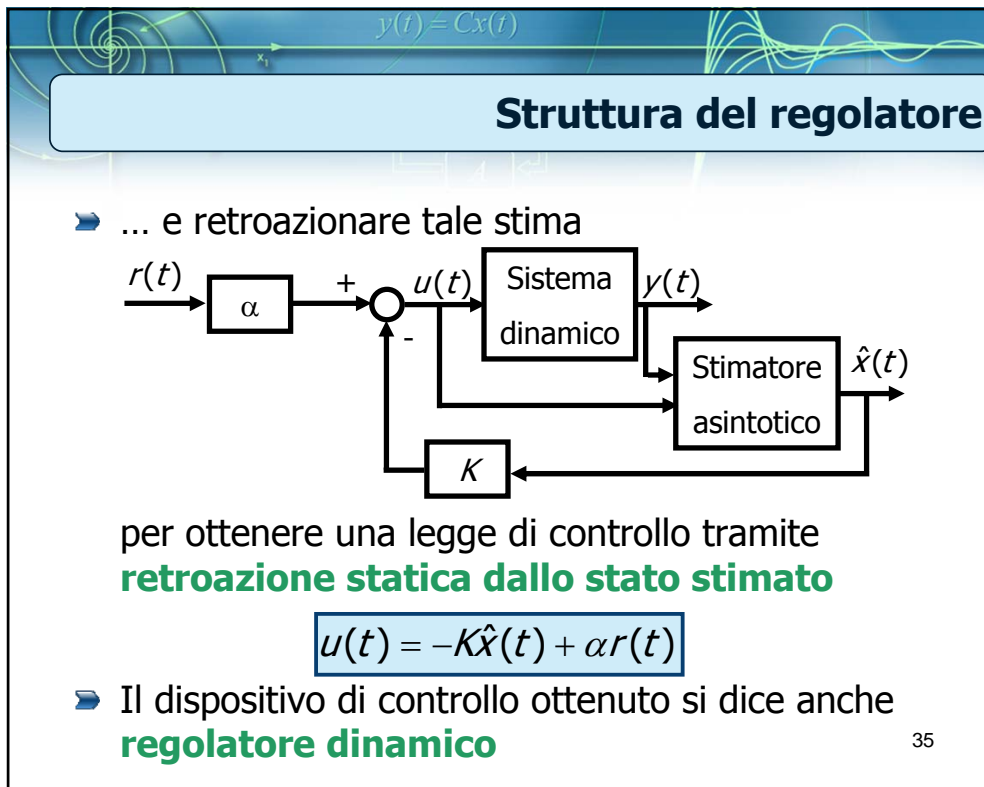 y(t) = Cx(t)
x₁
Struttura del regolatore
... e retroazionare tale stima
r(t)
α
+
-
u(t)
Sistema
dinamico
y(t)
Stimatore
asintotico
x̂(t)
K
per ottenere una legge di controllo tramite
retroazione statica dallo stato stimato
u(t) = −Kx̂(t) + αr(t)
Il dispositivo di controllo ottenuto si dice anche
regolatore dinamico
35